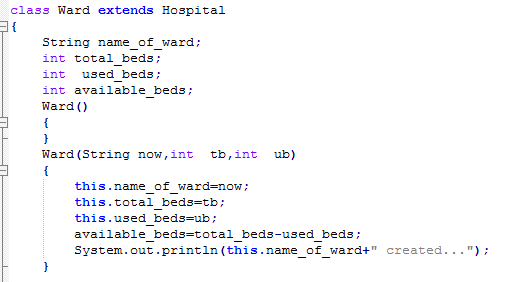 class Ward extends Hospital
{
String name_of_ward;
int total_beds;
int  used_beds;
int available_beds;
Ward()
{
}
Ward(String now,int  tb,int  ub)
{
this.name_of_ward=now;
this.total_beds=tb;
this.used_beds=ub;
available_beds=total_beds-used_beds;
System.out.println(this.name_of_ward+" created...");
}